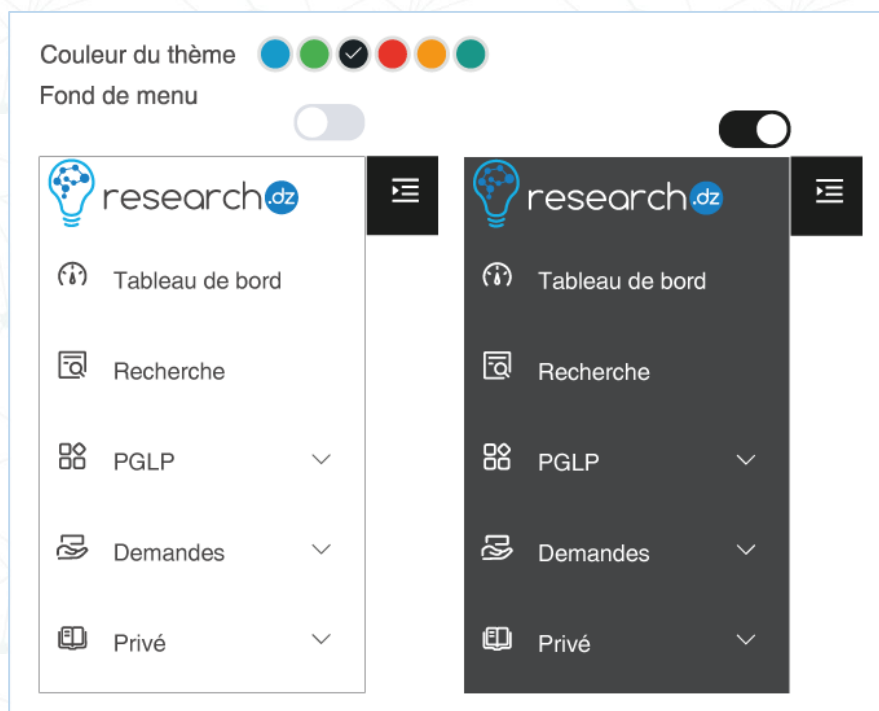 Couleur du thème
Fond de menu
research.dz
Tableau de bord
Recherche
PGLP
Demandes
Privé
research.dz
Tableau de bord
Recherche
PGLP
Demandes
Privé